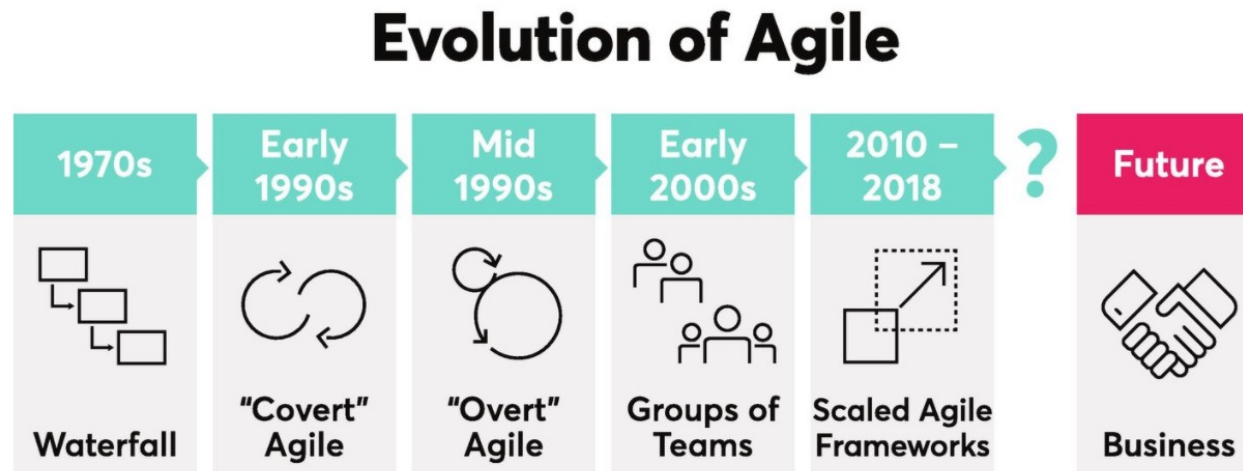 Evolution of Agile
1970s
Early
1990s
Mid
1990s
Early
2000s
2010 –
2018
?
Future
Waterfall
"Covert"
Agile
"Overt"
Agile
Groups of
Teams
Scaled Agile
Frameworks
Business